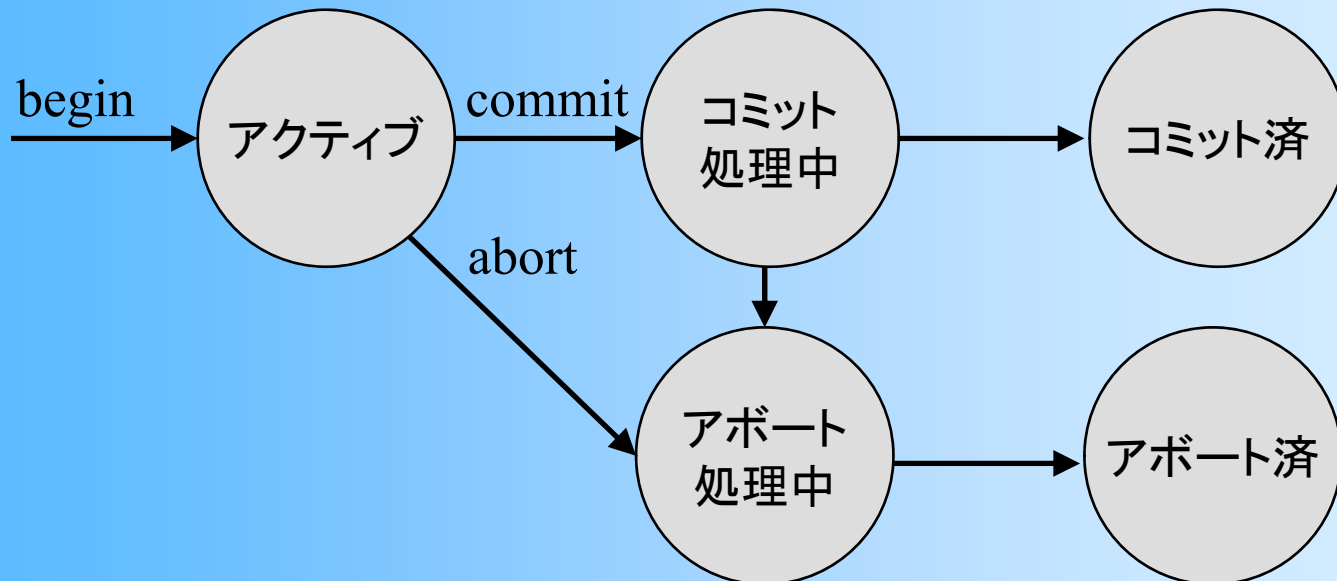 begin
アクティブ
commit
コミット
処理中
コミット済
abort
アボート
処理中
アボート済